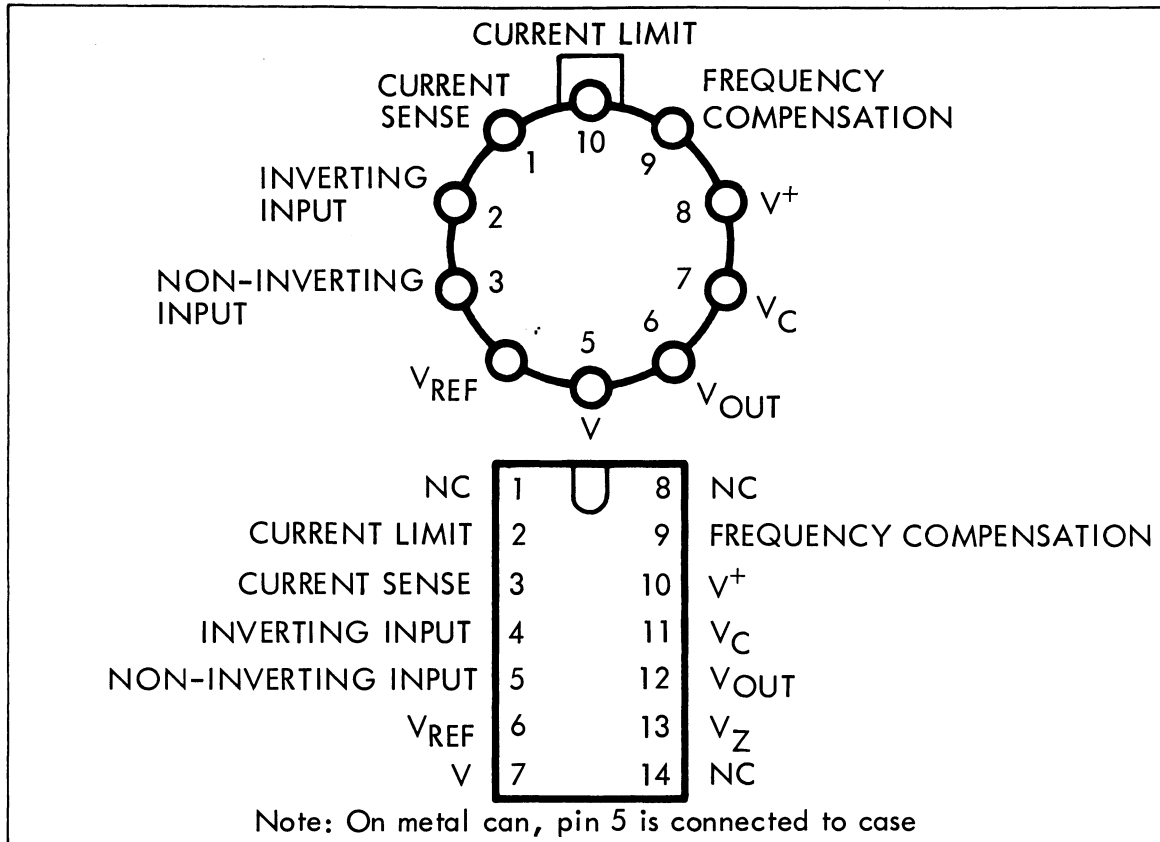 CURRENT LIMIT
CURRENT
SENSE
FREQUENCY
COMPENSATION
10
1
9
INVERTING
INPUT
2
8
V+
NON-INVERTING
INPUT
3
7
VC
6
VREF
5
VOUT
V
NC 1 8 NC
CURRENT LIMIT 2 9 FREQUENCY COMPENSATION
CURRENT SENSE 3 10 V+
INVERTING INPUT 4 11 VC
NON-INVERTING INPUT 5 12 VOUT
VREF 6 13 VZ
V 7 14 NC
Note: On metal can, pin 5 is connected to case